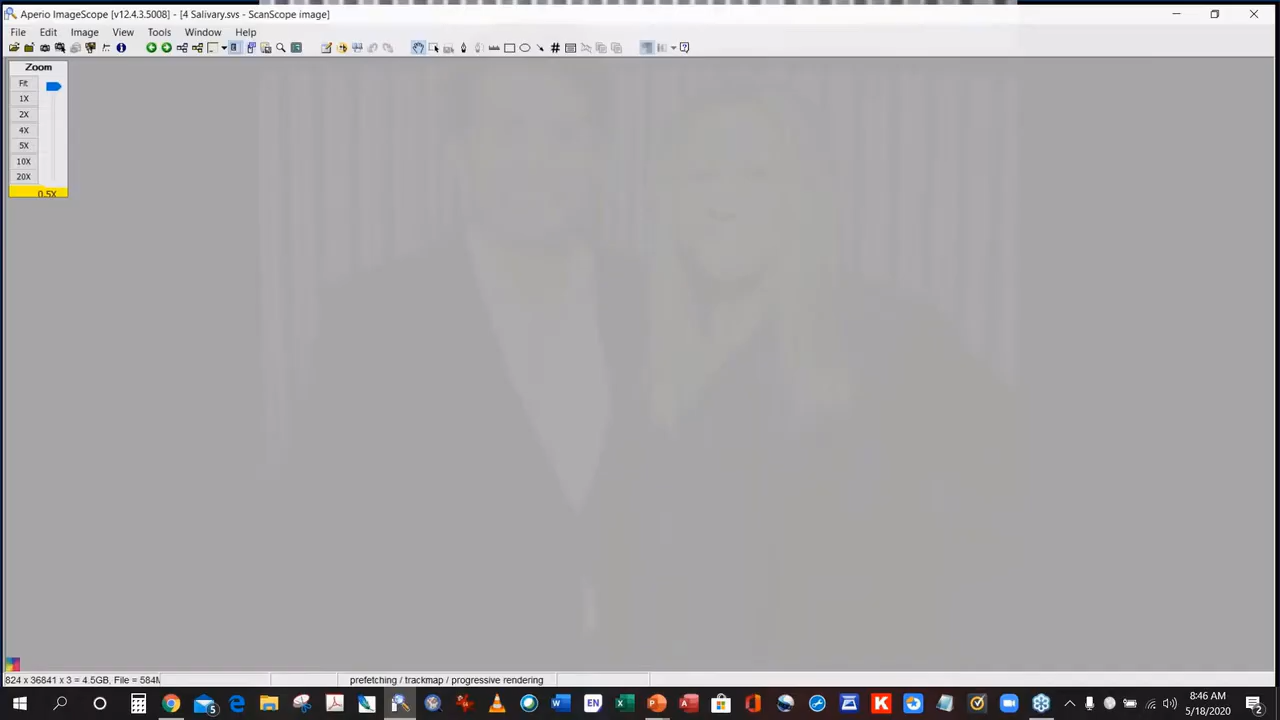 Aperio ImageScope [v12.4.3.5008] - [4 Salivary.svs - ScanScope image]
File Edit Image View Tools Window Help
Zoom
Fit
1X
2X
4X
5X
10X
20X
0.5X
824 x 36841 x 3 = 4.5GB, File = 584M
prefetching / trackmap / progressive rendering
5
EN
K
8:46 AM
5/18/2020
2